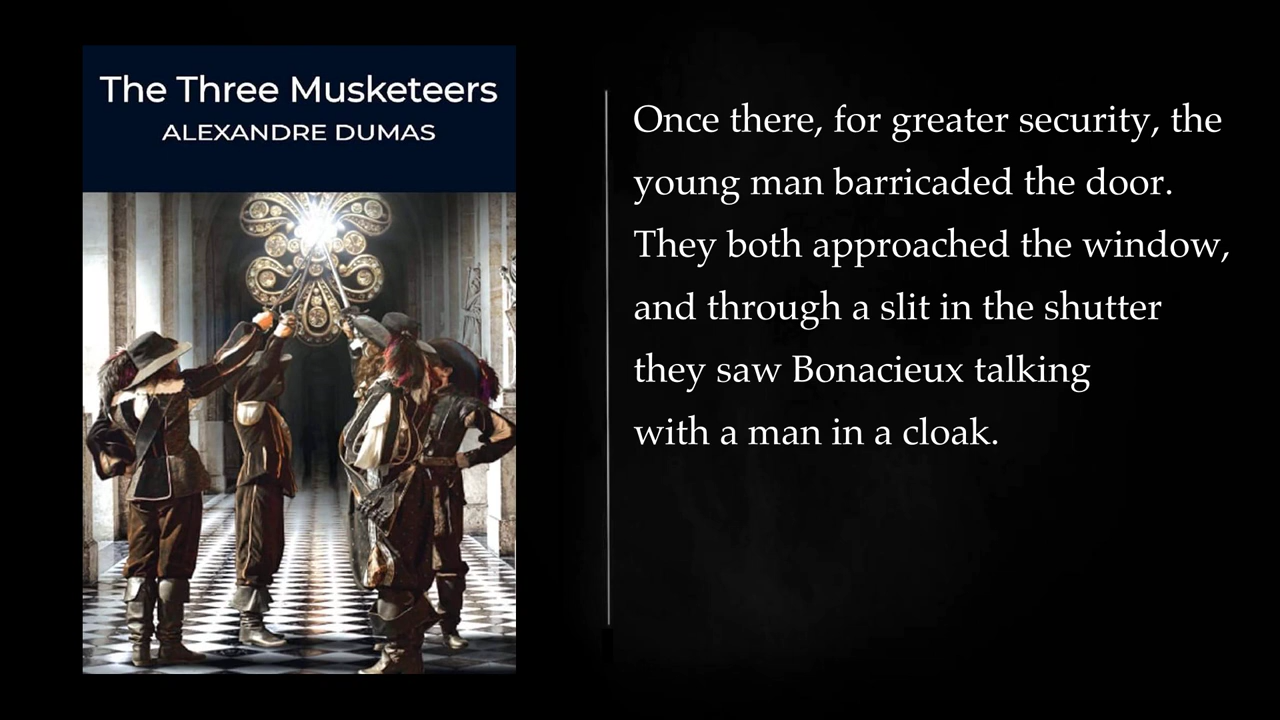 The Three Musketeers
ALEXANDRE DUMAS
Once there, for greater security, the
young man barricaded the door.
They both approached the window,
and through a slit in the shutter
they saw Bonacieux talking
with a man in a cloak.